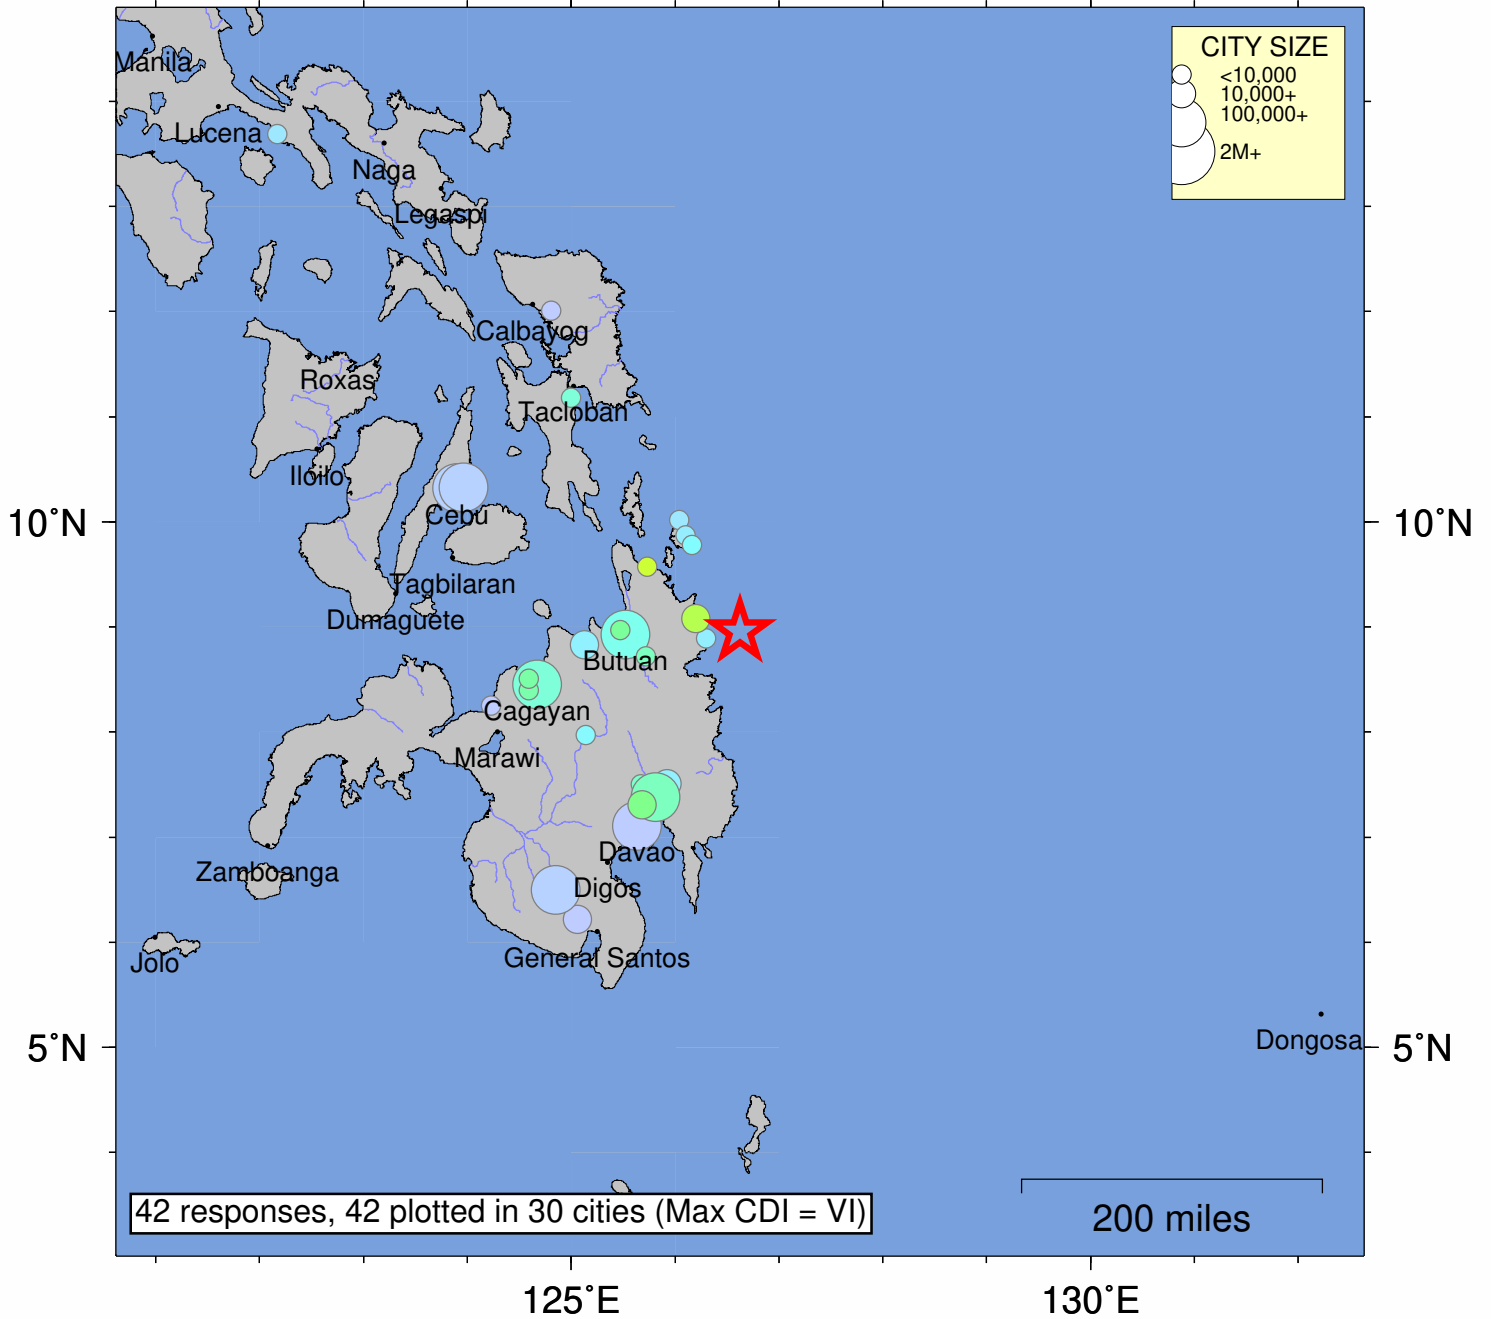 CITY SIZE
<10,000
10,000+
100,000+
2M+
Manila
Lucena
Naga
Legaspi
Calbayog
Roxas
Tacloban
Iloilo
Cebu
10˚N
10˚N
Tagbilaran
Dumaguete
Butuan
Cagayan
Marawi
Davao
Zamboanga
Digos
General Santos
Jolo
Dongosa
5˚N
5˚N
42 responses, 42 plotted in 30 cities (Max CDI = VI)
200 miles
125˚E
130˚E